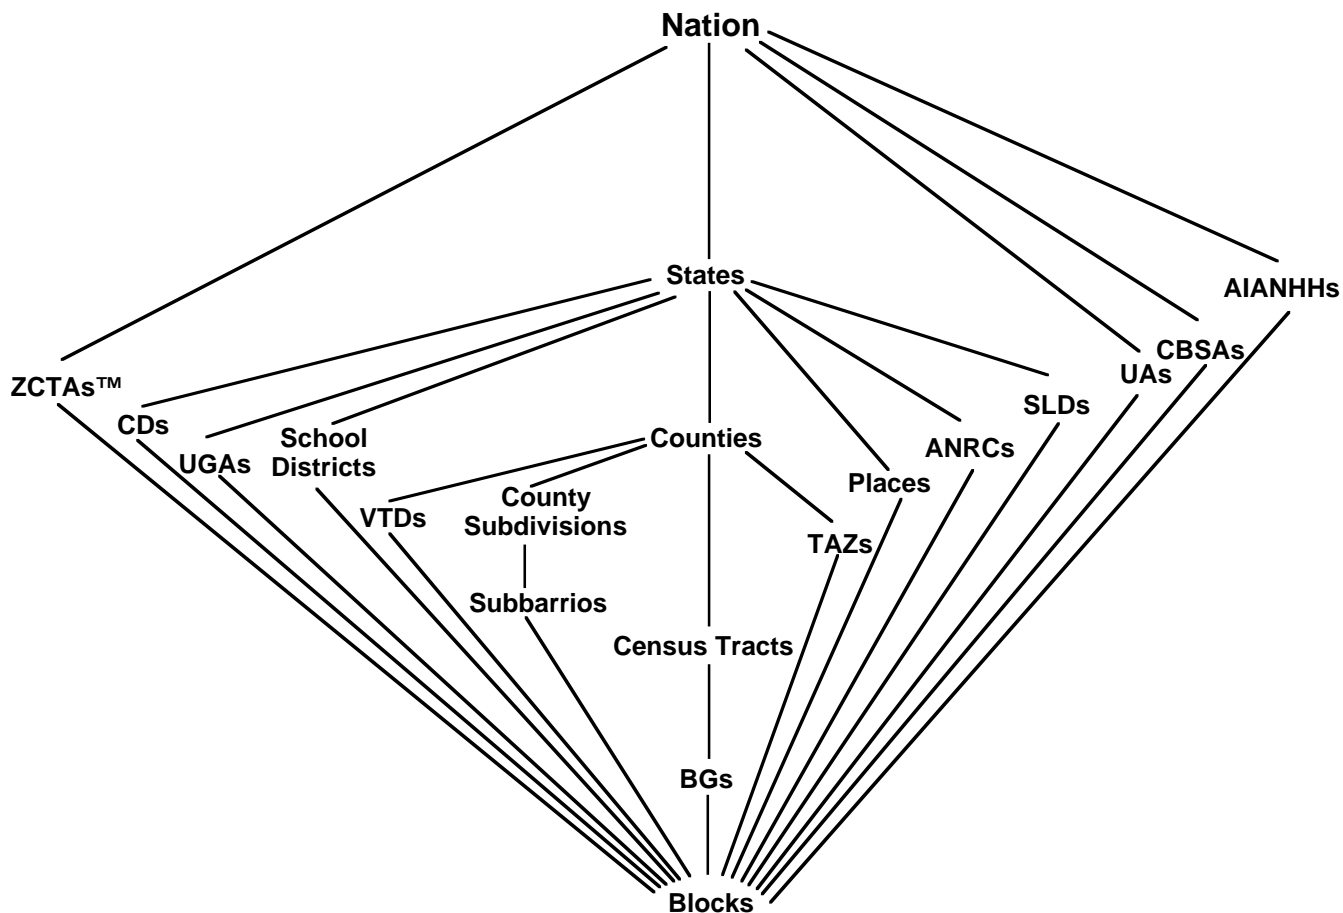 Nation
States
AIANHHs
CBSAs
UAs
ZCTAs™
SLDs
CDs
School
Districts
Counties
ANRCs
UGAs
Places
County
Subdivisions
VTDs
TAZs
Subbarrios
Census Tracts
BGs
Blocks